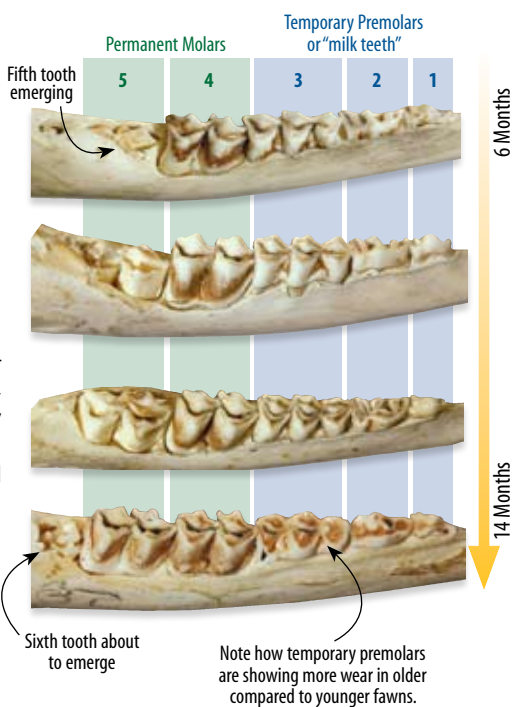 Temporary Premolars
or “milk teeth”
Permanent Molars
Fifth tooth
emerging
5
4
3
2
1
6 Months
14 Months
Sixth tooth about
to emerge
Note how temporary premolars
are showing more wear in older
compared to younger fawns.